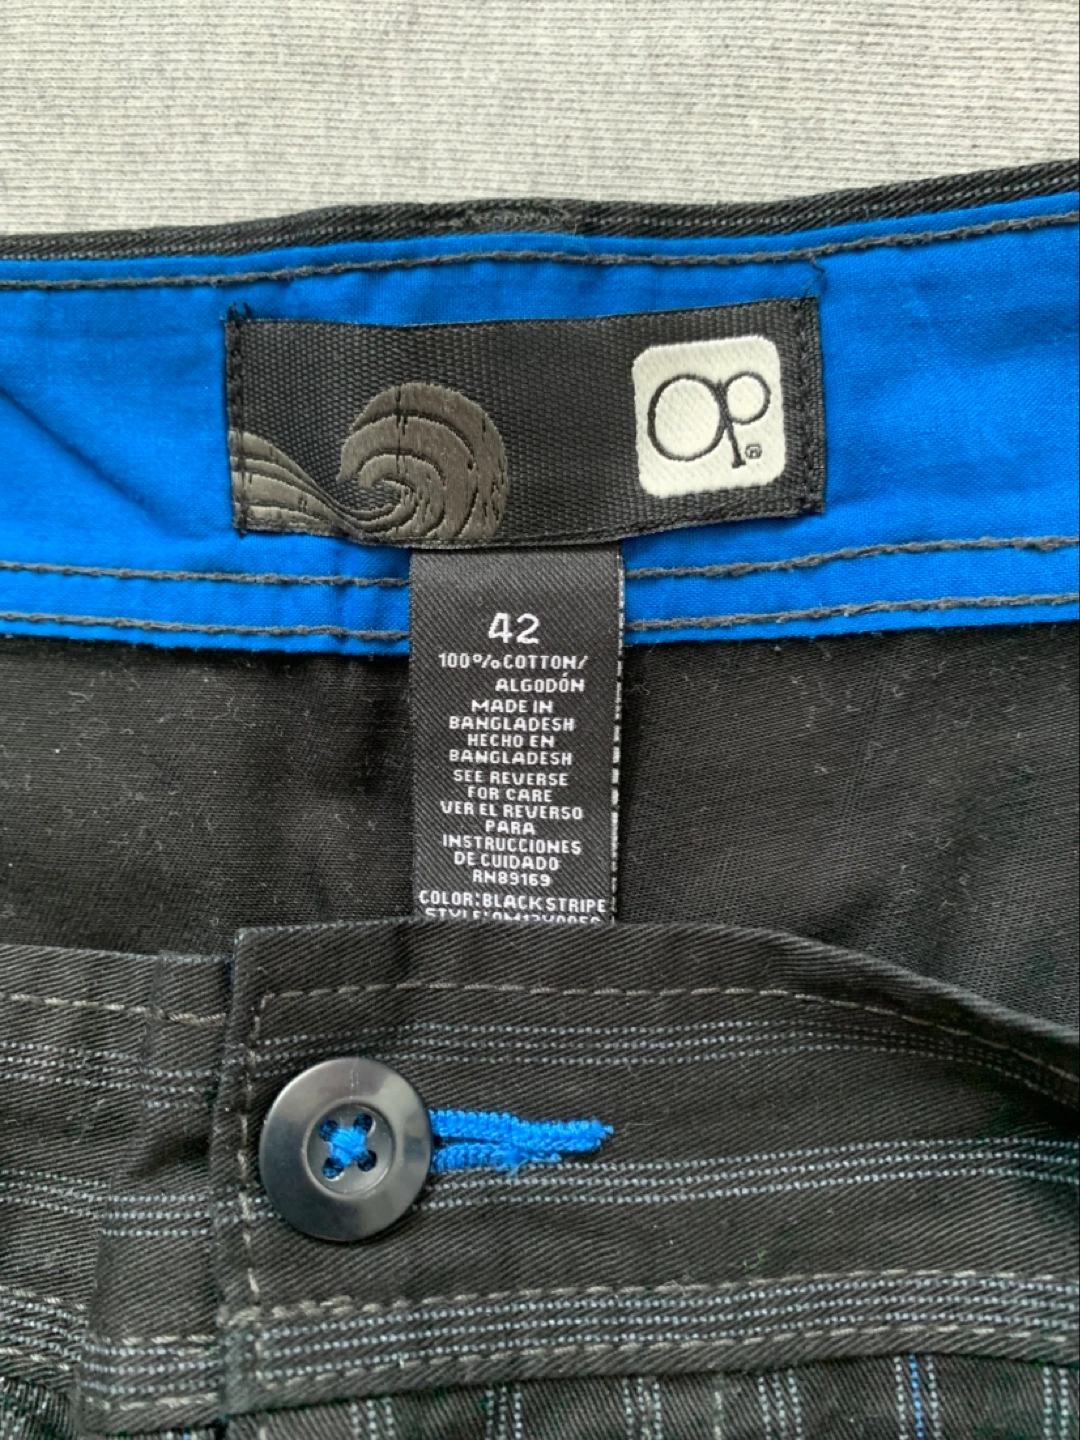 Op®
42
100% COTTON/
ALGODÓN
MADE IN
BANGLADESH
HECHO EN
BANGLADESH
SEE REVERSE
FOR CARE
VER EL REVERSO
PARA
INSTRUCCIONES
DE CUIDADO
RN89169
COLOR:BLACK STRIPE